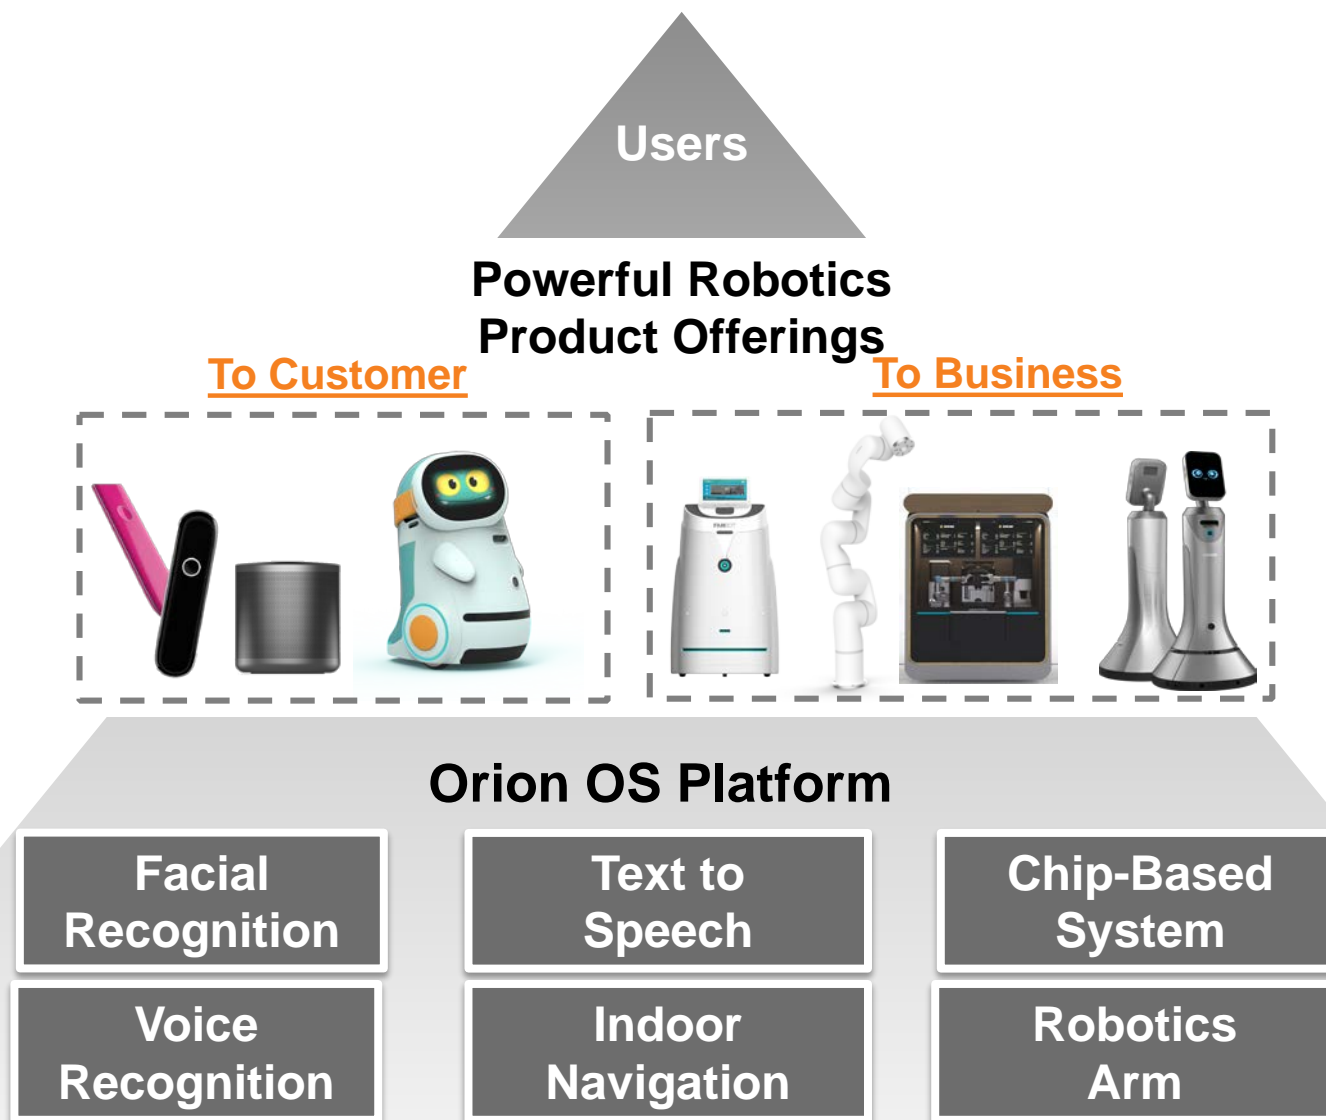 Users
Powerful Robotics
Product Offerings
To Customer
To Business
Orion OS Platform
Facial
Recognition
Text to
Speech
Chip-Based
System
Voice
Recognition
Indoor
Navigation
Robotics
Arm